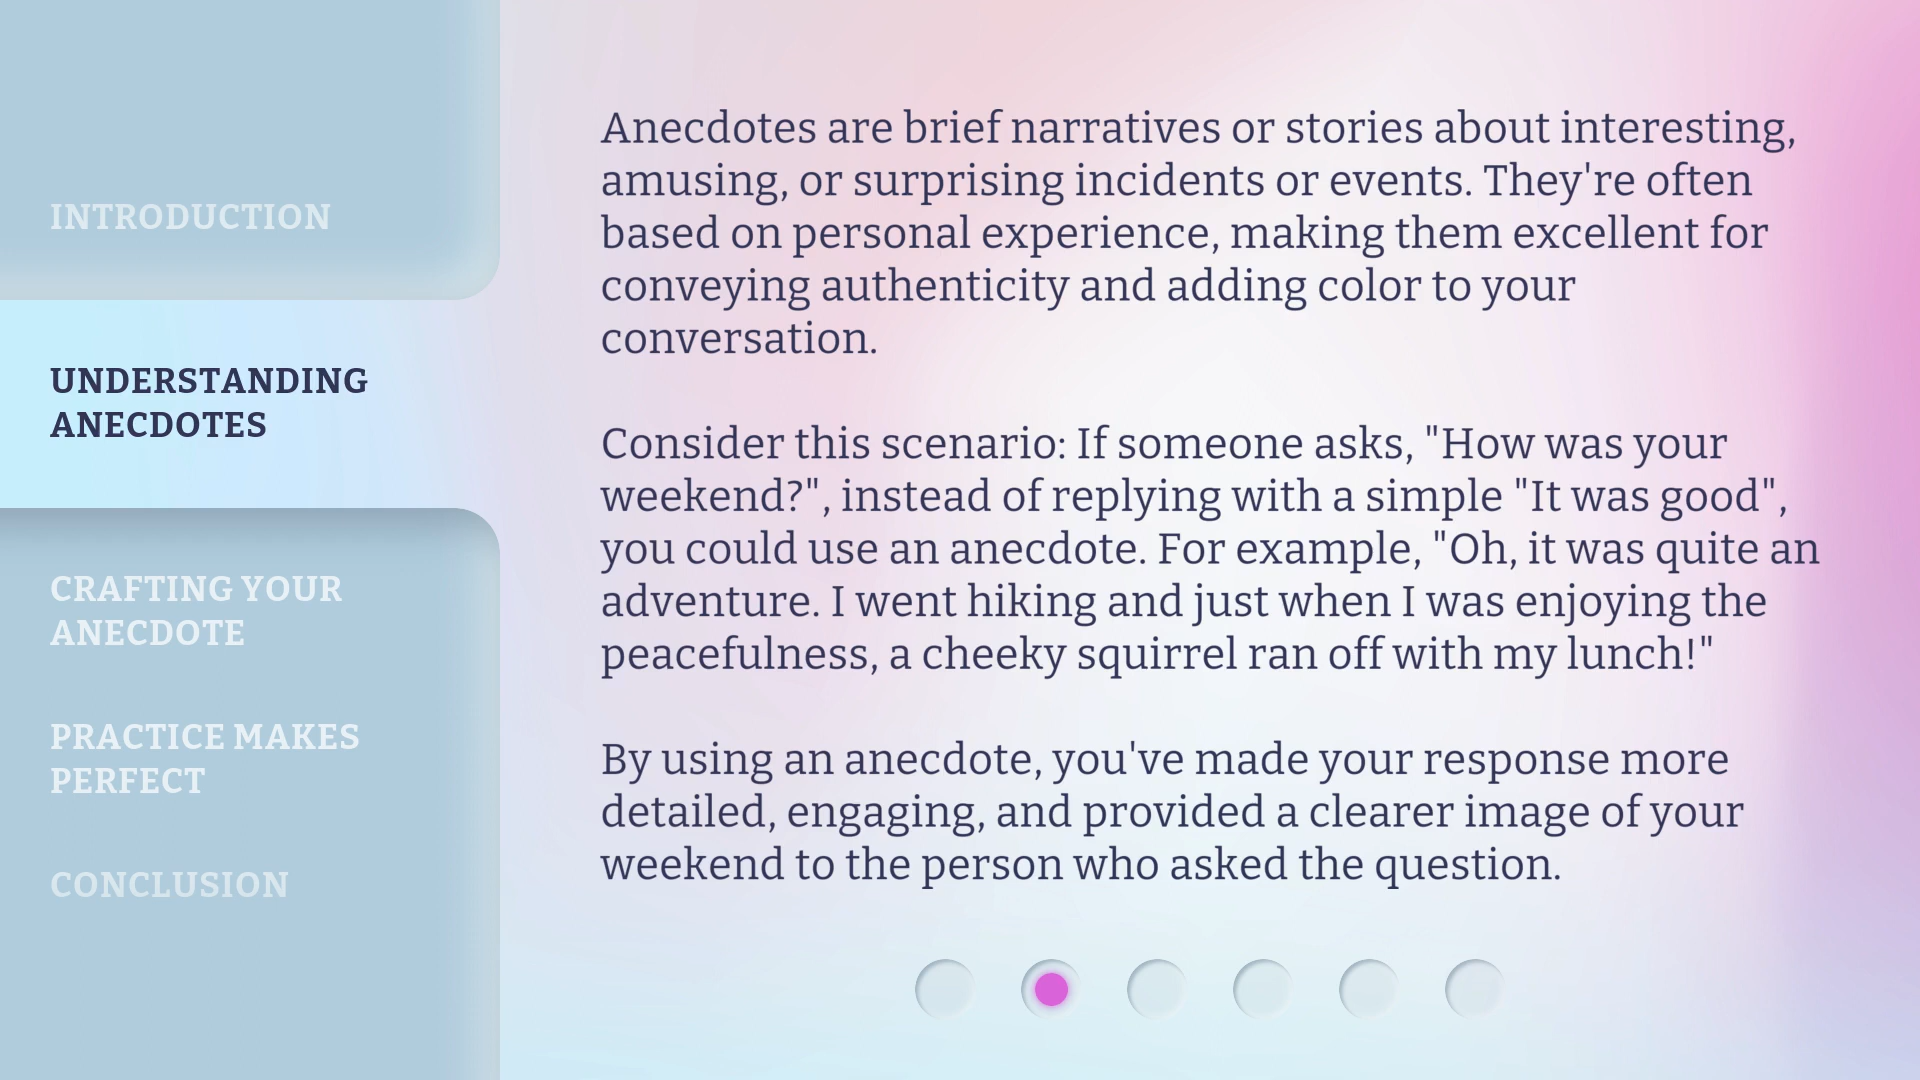 INTRODUCTION
UNDERSTANDING
ANECDOTES
CRAFTING YOUR
ANECDOTE
PRACTICE MAKES
PERFECT
CONCLUSION
Anecdotes are brief narratives or stories about interesting,
amusing, or surprising incidents or events. They're often
based on personal experience, making them excellent for
conveying authenticity and adding color to your
conversation.
Consider this scenario: If someone asks, "How was your
weekend?", instead of replying with a simple "It was good",
you could use an anecdote. For example, "Oh, it was quite an
adventure. I went hiking and just when I was enjoying the
peacefulness, a cheeky squirrel ran off with my lunch!"
By using an anecdote, you've made your response more
detailed, engaging, and provided a clearer image of your
weekend to the person who asked the question.